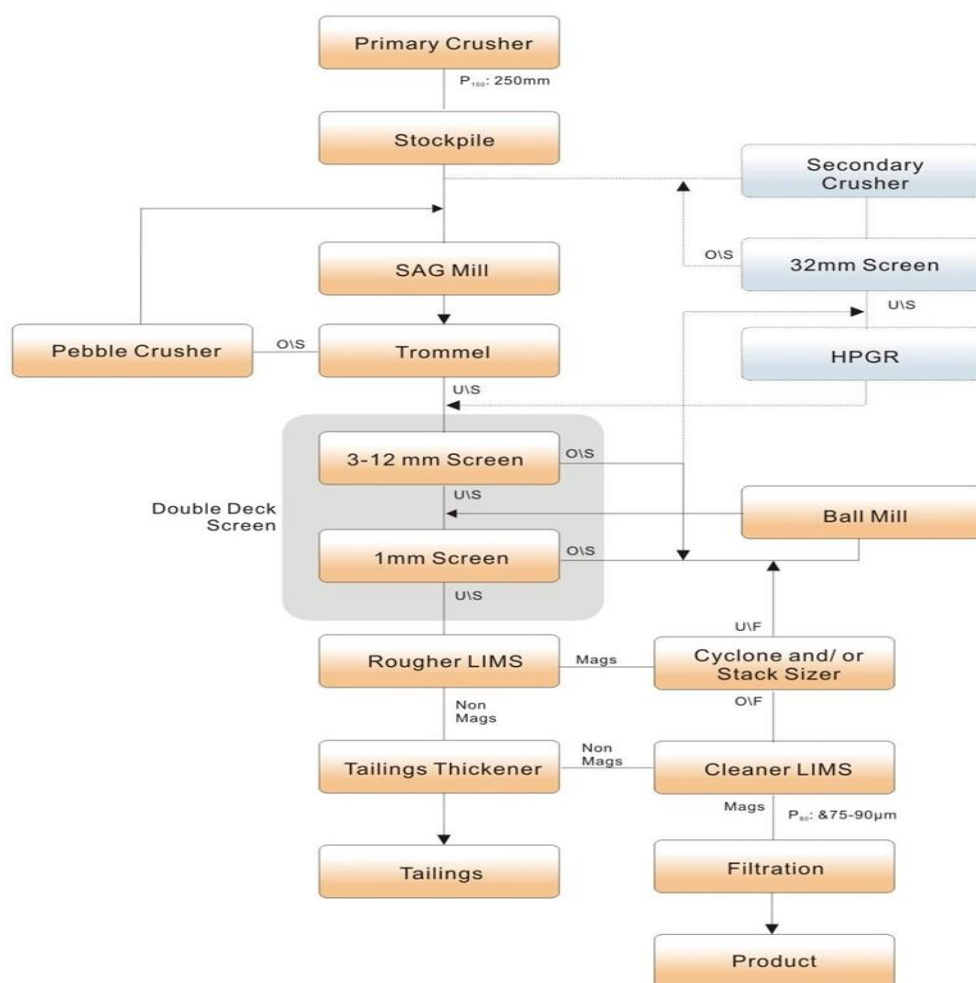 Primary Crusher
P₁₀₀: 250mm
Stockpile
Secondary
Crusher
O\S
SAG Mill
32mm Screen
U\S
Pebble Crusher
O\S
Trommel
HPGR
U\S
3-12 mm Screen
O\S
U\S
Double Deck
Screen
Ball Mill
1mm Screen
O\S
U\S
U\F
Rougher LIMS
Mags
Cyclone and/ or
Stack Sizer
Non
Mags
O\F
Tailings Thickener
Non
Mags
Cleaner LIMS
Mags
P₈₀: &75-90µm
Tailings
Filtration
Product